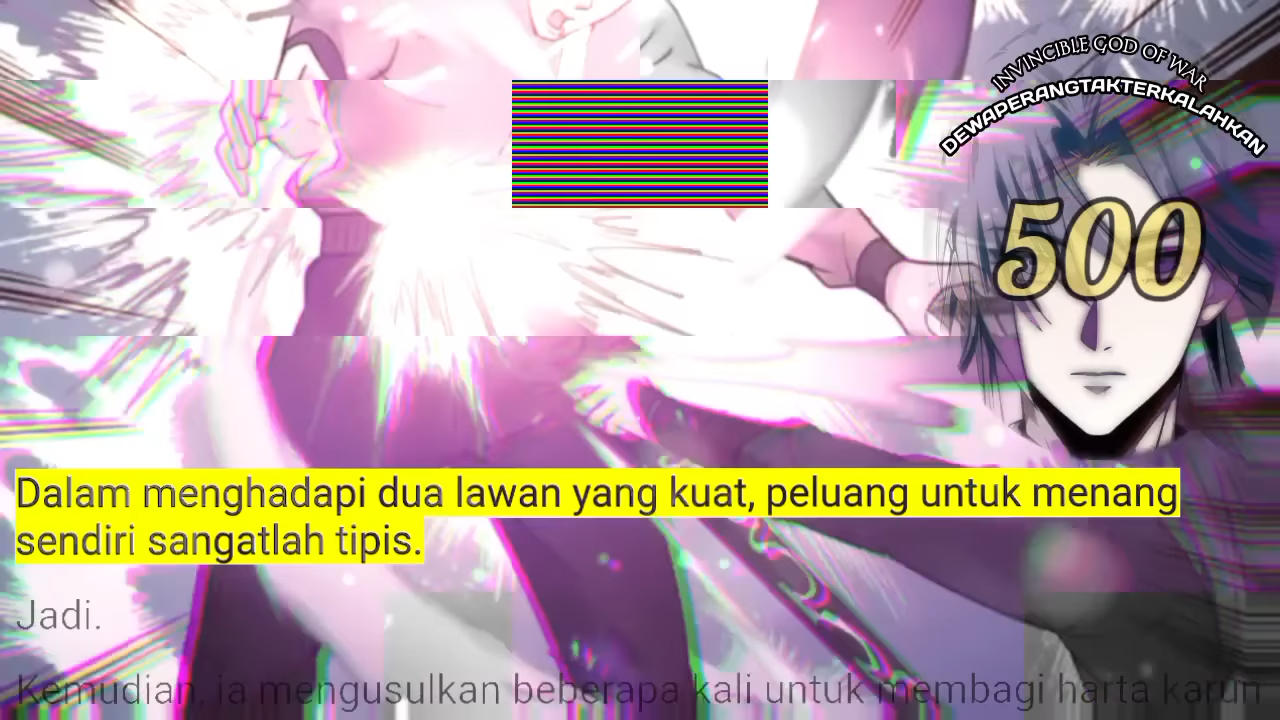 INVINCIBLE GOD OF WAR
DEWAPERANGTAKTERKALAHKAN
500
Dalam menghadapi dua lawan yang kuat, peluang untuk menang
sendiri sangatlah tipis.
Jadi.
Kemudian, ia mengusulkan beberapa kali untuk membagi harta karun